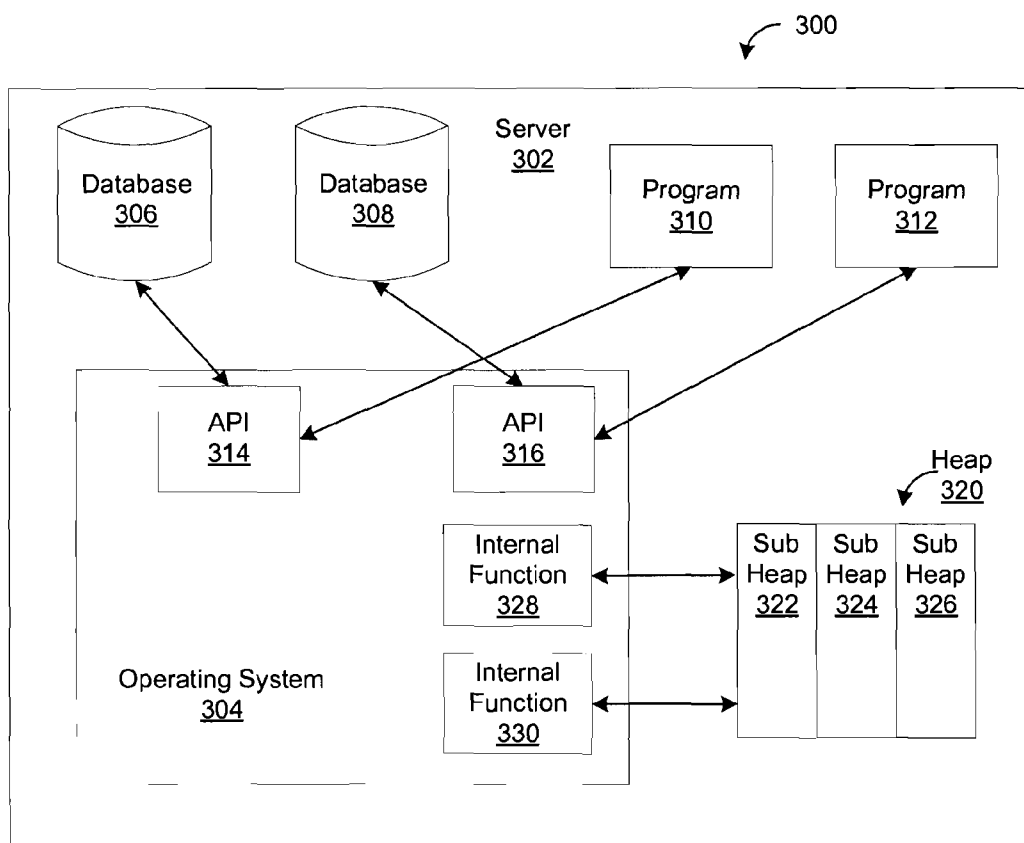 300
Server
302
Database
306
Database
308
Program
310
Program
312
API
314
API
316
Heap
320
Internal
Function
328
Sub
Heap
322
Sub
Heap
324
Sub
Heap
326
Operating System
304
Internal
Function
330